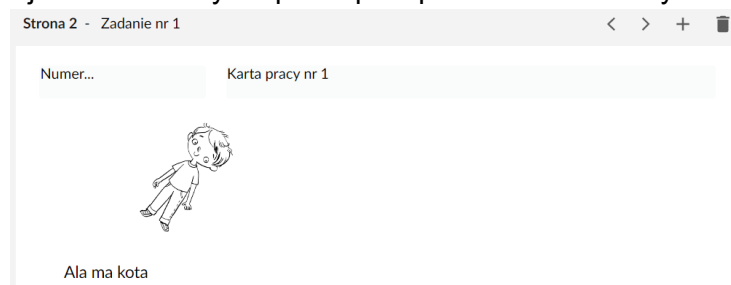 Strona 2 - Zadanie nr 1
Numer... Karta pracy nr 1
Ala ma kota